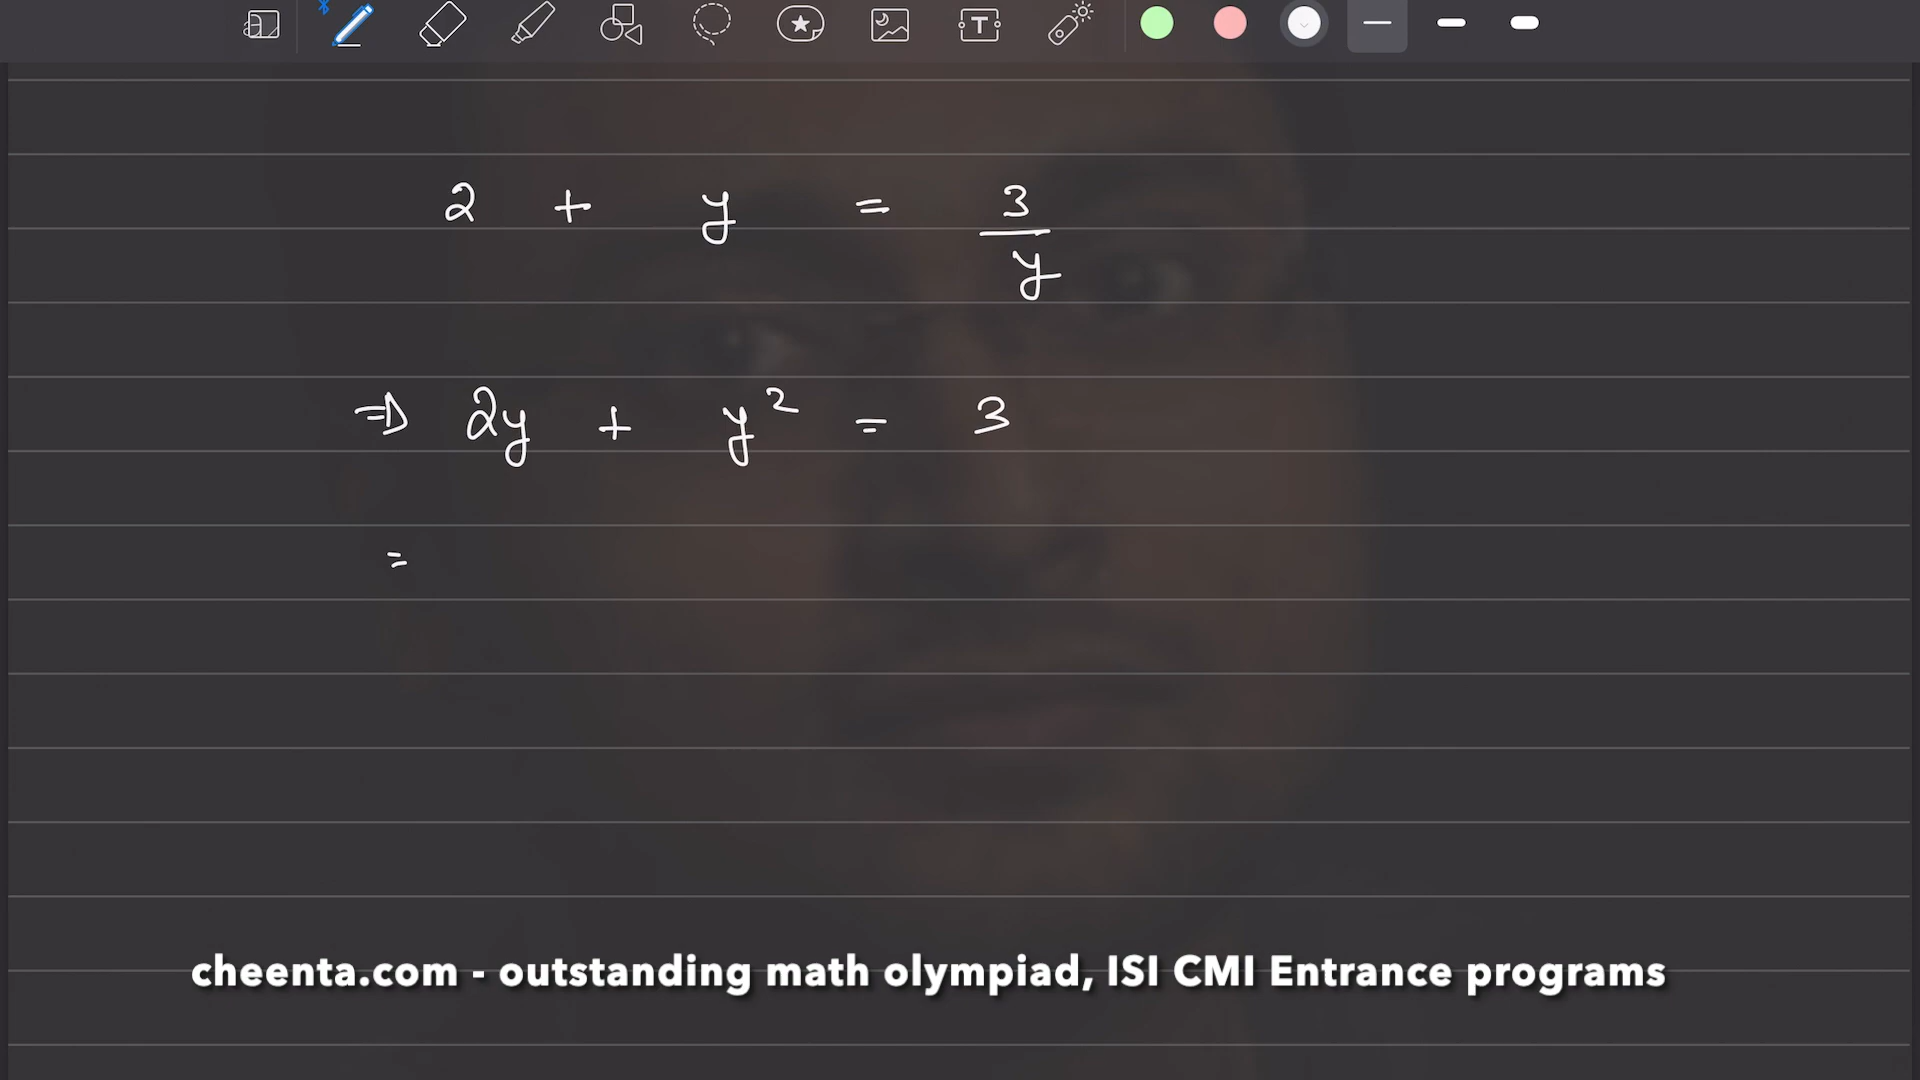 2 + y = 3/y
⇒ 2y + y² = 3
=
cheenta.com - outstanding math olympiad, ISI CMI Entrance programs